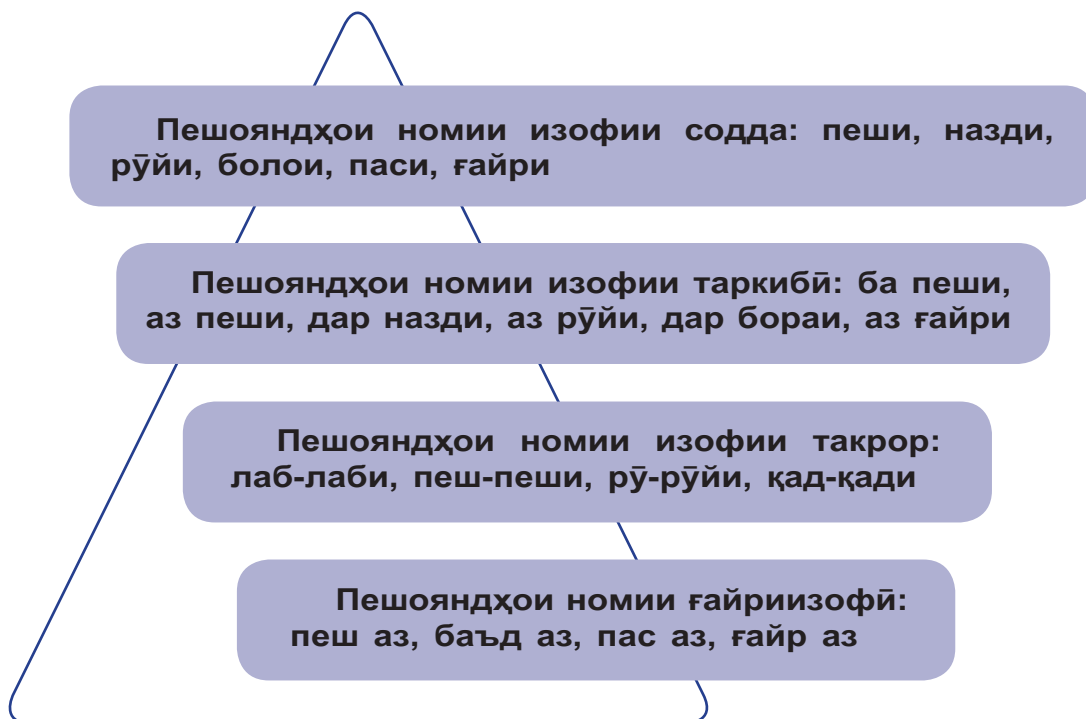 Пешояндҳои номии изофии содда: пеши, назди,
рӯйи, болои, паси, ғайри
Пешояндҳои номии изофии таркибӣ: ба пеши,
аз пеши, дар назди, аз рӯйи, дар бораи, аз ғайри
Пешояндҳои номии изофии такрор:
лаб-лаби, пеш-пеши, рӯ-рӯйи, қад-қади
Пешояндҳои номии ғайриизофӣ:
пеш аз, баъд аз, пас аз, ғайр аз